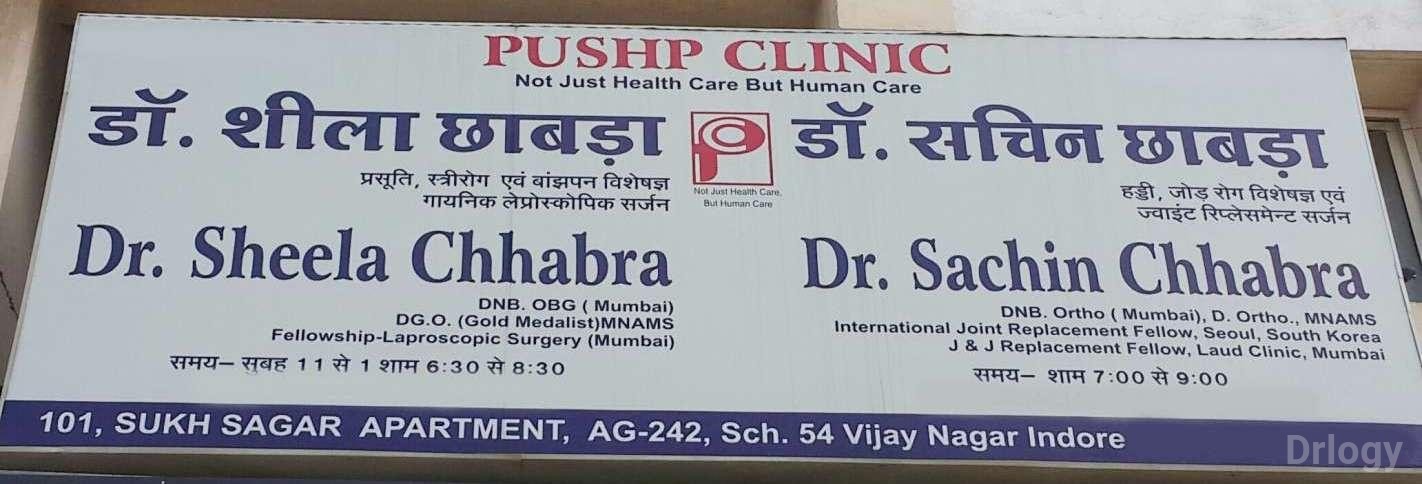 PUSHP CLINIC
Not Just Health Care But Human Care
डॉ. शीला छाबड़ा
प्रसूति, स्त्रीरोग एवं बांझपन विशेषज्ञ
गायनिक लेप्रोस्कोपिक सर्जन
Dr. Sheela Chhabra
DNB. OBG ( Mumbai)
DG.O. (Gold Medalist)MNAMS
Fellowship-Laproscopic Surgery (Mumbai)
समय– सुबह 11 से 1 शाम 6:30 से 8:30
Not Just Health Care,
But Human Care
डॉ. सचिन छाबड़ा
हड्डी, जोड़ रोग विशेषज्ञ एवं
ज्वाइंट रिप्लेसमेन्ट सर्जन
Dr. Sachin Chhabra
DNB. Ortho ( Mumbai), D. Ortho., MNAMS
International Joint Replacement Fellow, Seoul, South Korea
J & J Replacement Fellow, Laud Clinic, Mumbai
समय– शाम 7:00 से 9:00
101, SUKH SAGAR APARTMENT, AG-242, Sch. 54 Vijay Nagar Indore
Drlogy